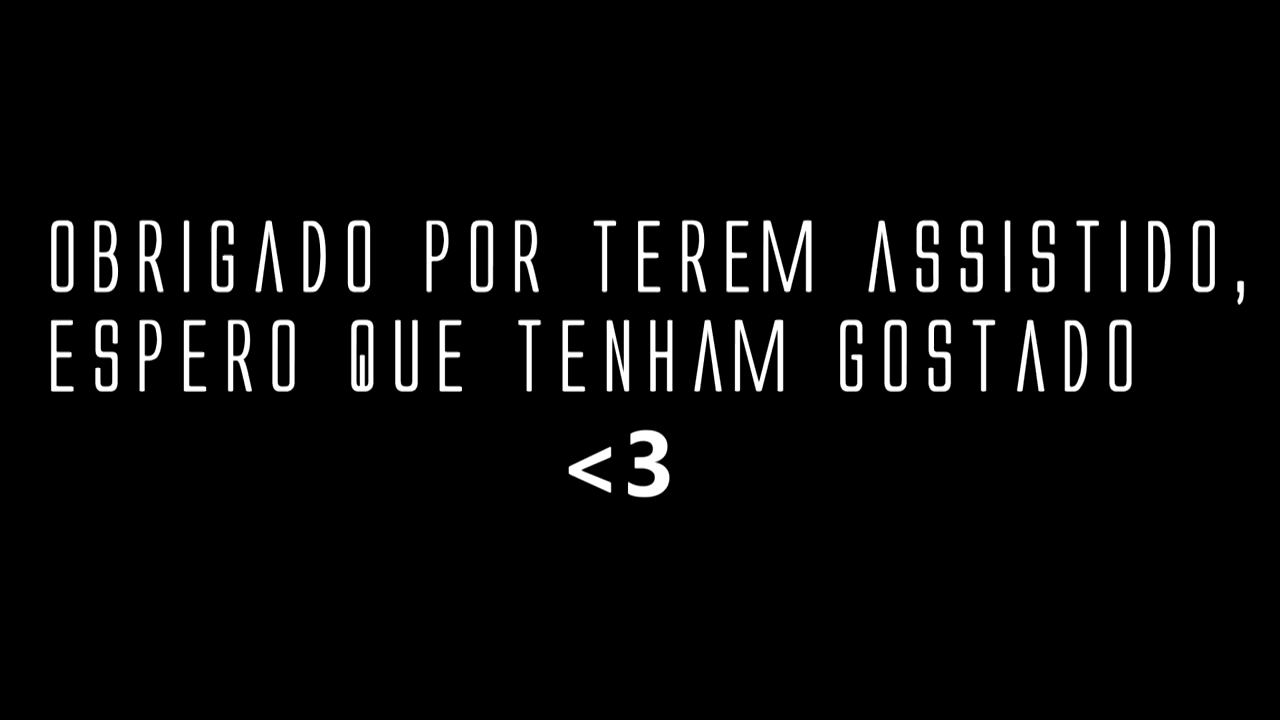 OBRIGADO POR TEREM ASSISTIDO,
ESPERO QUE TENHAM GOSTADO
<3